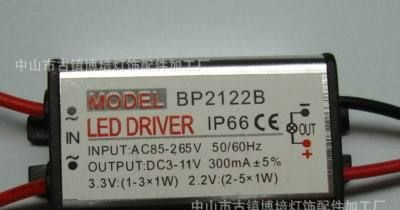 中山市古镇博培灯饰配件加工厂
MODEL BP2122B
LED DRIVER IP66 CE
IN
OUT
INPUT:AC85-265V 50/60Hz
OUTPUT:DC3-11V 300mA ±5%
3.3V:(1-3×1W) 2.2V:(2-5×1W)
中山市古镇博培灯饰配件加工厂